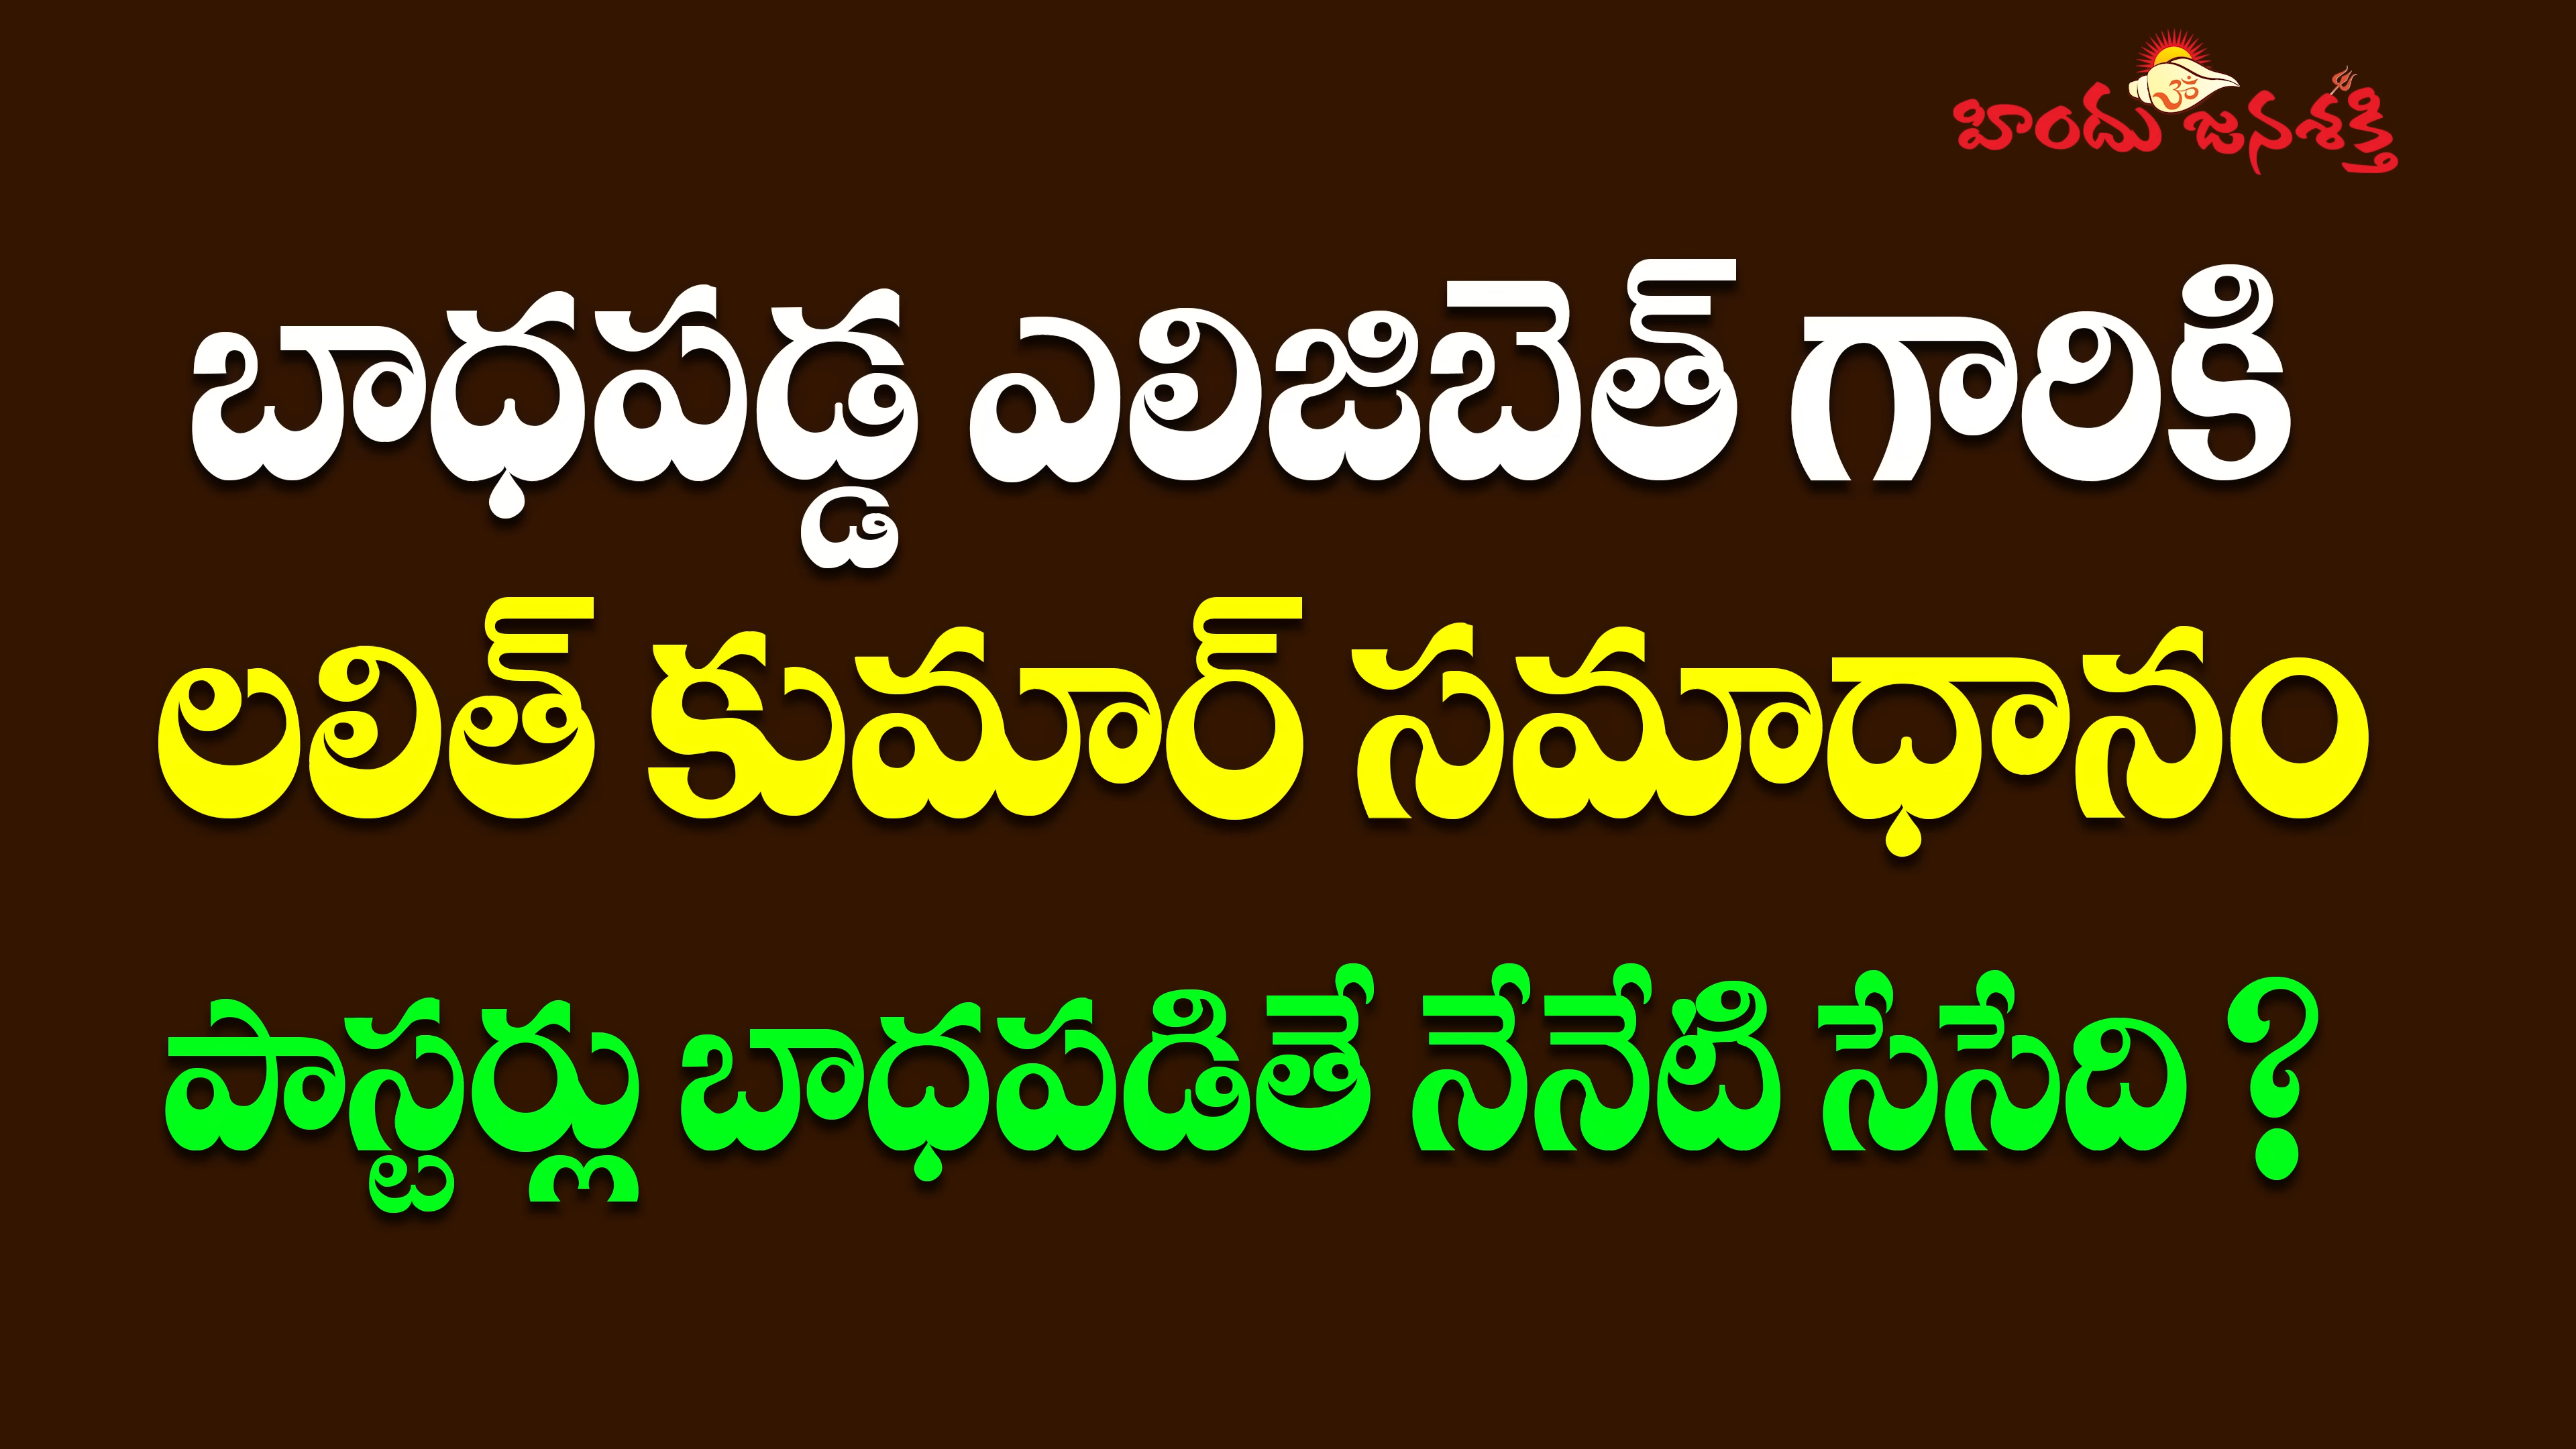 హిందు జనశక్తి
బాధపడ్డ ఎలిజిబెత్ గారికి
లలిత్ కుమార్ సమాధానం
పాస్టర్లు బాధపడితే నేనేటి సేసేది ?